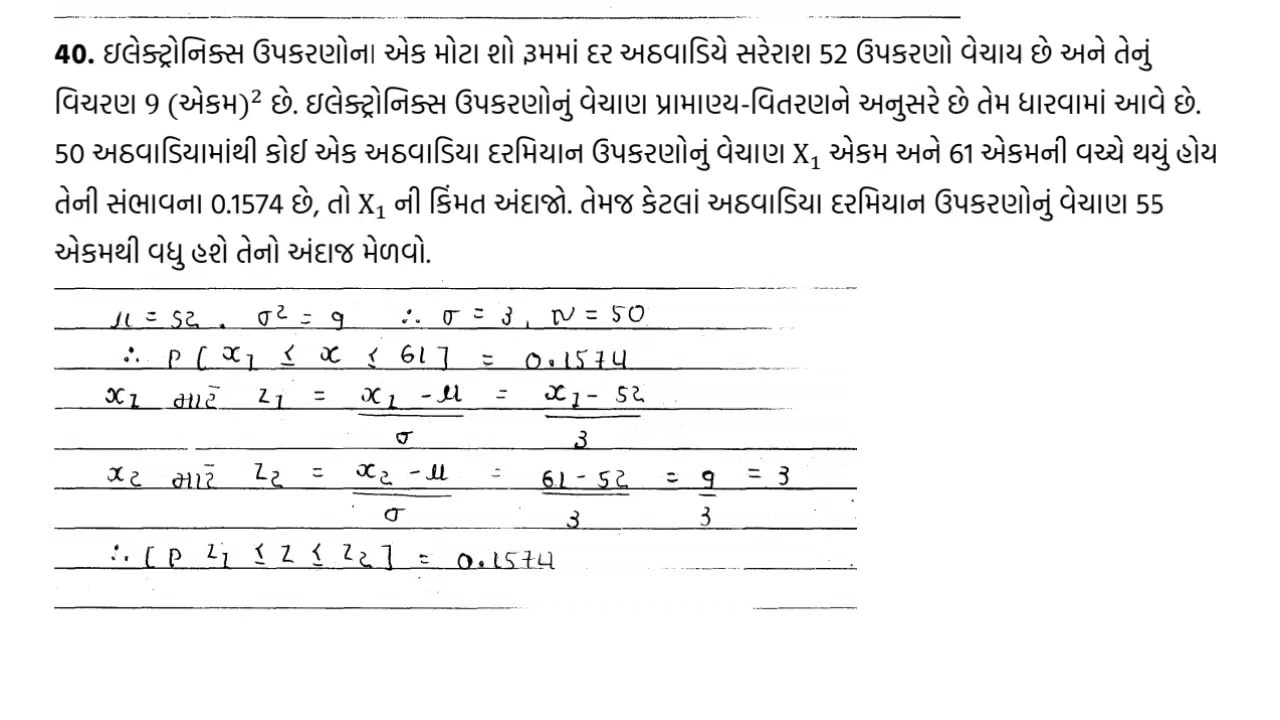 40. ઇલેક્ટ્રોનિક્સ ઉપકરણોના એક મોટા શો રૂમમાં દર અઠવાડિયે સરેરાશ 52 ઉપકરણો વેચાય છે અને તેનું
વિચરણ 9 (એકમ)² છે. ઇલેક્ટ્રોનિક્સ ઉપકરણોનું વેચાણ પ્રામાણ્ય-વિતરણને અનુસરે છે તેમ ધારવામાં આવે છે.
50 અઠવાડિયામાંથી કોઈ એક અઠવાડિયા દરમિયાન ઉપકરણોનું વેચાણ X₁ એકમ અને 61 એકમની વચ્ચે થયું હોય
તેની સંભાવના 0.1574 છે, તો X₁ ની કિંમત અંદાજો. તેમજ કેટલાં અઠવાડિયા દરમિયાન ઉપકરણોનું વેચાણ 55
એકમથી વધુ હશે તેનો અંદાજ મેળવો.
μ = 52, σ² = 9 ∴ σ = 3, N = 50
∴ P [ x₁ ≤ x ≤ 61 ] = 0.1574
x₁ માટે z₁ = x₁ - μ / σ = x₁ - 52 / 3
x₂ માટે z₂ = x₂ - μ / σ = 61 - 52 / 3 = 9 / 3 = 3
∴ [ P z₁ ≤ z ≤ z₂ ] = 0.1574